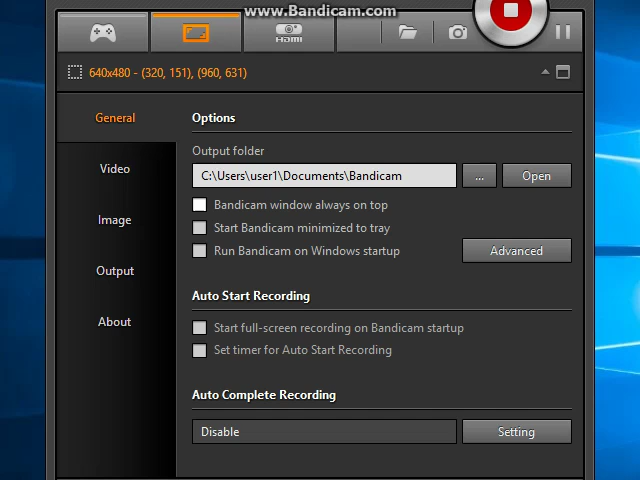 www.Bandicam.com
HDMI
640x480 - (320, 151), (960, 631)
General
Video
Image
Output
About
Options
Output folder
C:\Users\user1\Documents\Bandicam
...
Open
Bandicam window always on top
Start Bandicam minimized to tray
Run Bandicam on Windows startup
Advanced
Auto Start Recording
Start full-screen recording on Bandicam startup
Set timer for Auto Start Recording
Auto Complete Recording
Disable
Setting